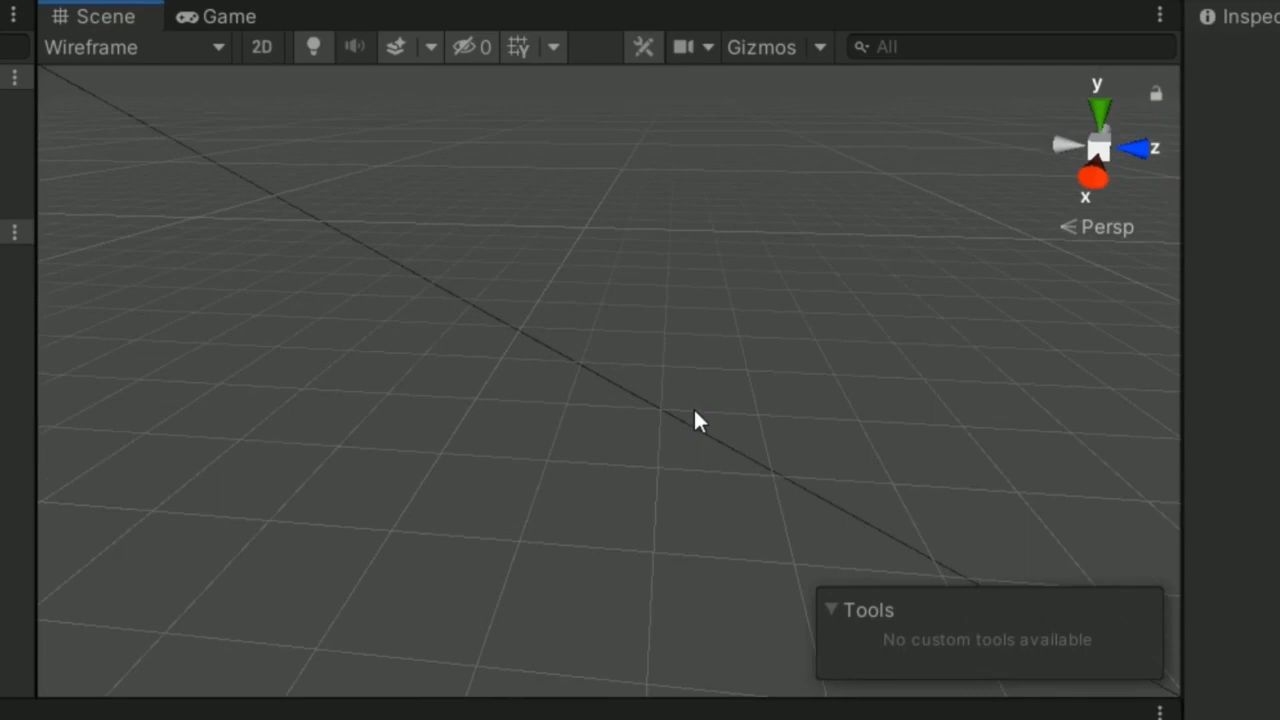 Scene
Game
Inspec
Wireframe
2D
0
Gizmos
All
y
z
x
Persp
Tools
No custom tools available